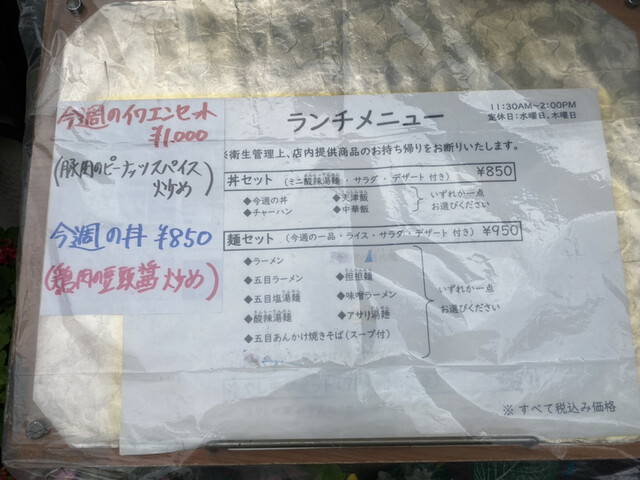 今週のイワエンセット
¥1,000
(豚肉のピーナッツスパイス
炒め)
今週の丼 ¥850
(鶏肉の豆豉醤炒め)
ランチメニュー
11:30AM~2:00PM
定休日:水曜日、木曜日
※衛生管理上、店内提供商品のお持ち帰りをお断りいたします。
丼セット (ミニ酸辣湯麺・サラダ・デザート 付き) ¥850
◆今週の丼 ◆天津飯
◆チャーハン ◆中華飯
いずれか一点
お選びください
麺セット (今週の一品・ライス・サラダ・デザート 付き) ¥950
◆ラーメン
◆五目ラーメン ◆担担麺
◆五目塩湯麺 ◆味噌ラーメン
◆酸辣湯麺 ◆アサリ湯麺
◆五目あんかけ焼きそば(スープ付)
いずれか一点
お選びください
※ すべて税込み価格